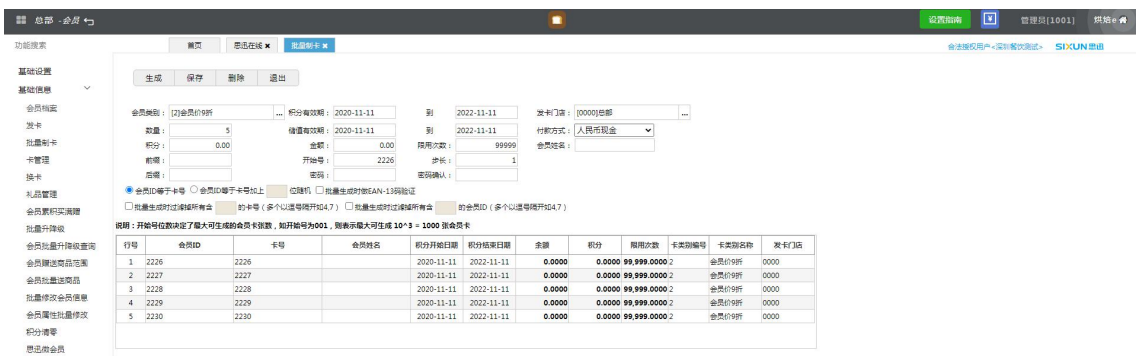 总部 -会员
设置指南 ¥ 管理员[1001] 烘焙e
功能搜索 首页 思迅在线 × 批量制卡 × 合法授权用户<深圳餐饮测试> SIXUN思迅
基础设置
基础信息
会员档案
发卡
批量制卡
卡管理
换卡
礼品管理
会员累积买满赠
批量升降级
会员批量升降级查询
会员赠送商品范围
会员批量送商品
批量修改会员信息
会员属性批量修改
积分清零
思迅微会员
生成 保存 删除 退出
会员类别: [2]会员价9折 ... 积分有效期: 2020-11-11 到 2022-11-11 发卡门店: [0000]总部 ...
数量: 5 储值有效期: 2020-11-11 到 2022-11-11 付款方式: 人民币现金
积分: 0.00 金额: 0.00 限用次数: 99999 会员姓名:
前缀: 开始号: 2226 步长: 1
后缀: 密码: 密码确认:
会员ID等于卡号 会员ID等于卡号加上 位随机 批量生成时做EAN-13码验证
批量生成时过滤掉所有含 的卡号(多个以逗号隔开如4,7) 批量生成时过滤掉所有含 的会员ID(多个以逗号隔开如4,7)
说明:开始号位数决定了最大可生成的会员卡张数,如开始号为001,则表示最大可生成 10^3 = 1000 张会员卡
行号 会员ID 卡号 会员姓名 积分开始日期 积分结束日期 余额 积分 限用次数 卡类别编号 卡类别名称 发卡门店
1 2226 2226 2020-11-11 2022-11-11 0.0000 0.0000 99,999.0000 2 会员价9折 0000
2 2227 2227 2020-11-11 2022-11-11 0.0000 0.0000 99,999.0000 2 会员价9折 0000
3 2228 2228 2020-11-11 2022-11-11 0.0000 0.0000 99,999.0000 2 会员价9折 0000
4 2229 2229 2020-11-11 2022-11-11 0.0000 0.0000 99,999.0000 2 会员价9折 0000
5 2230 2230 2020-11-11 2022-11-11 0.0000 0.0000 99,999.0000 2 会员价9折 0000